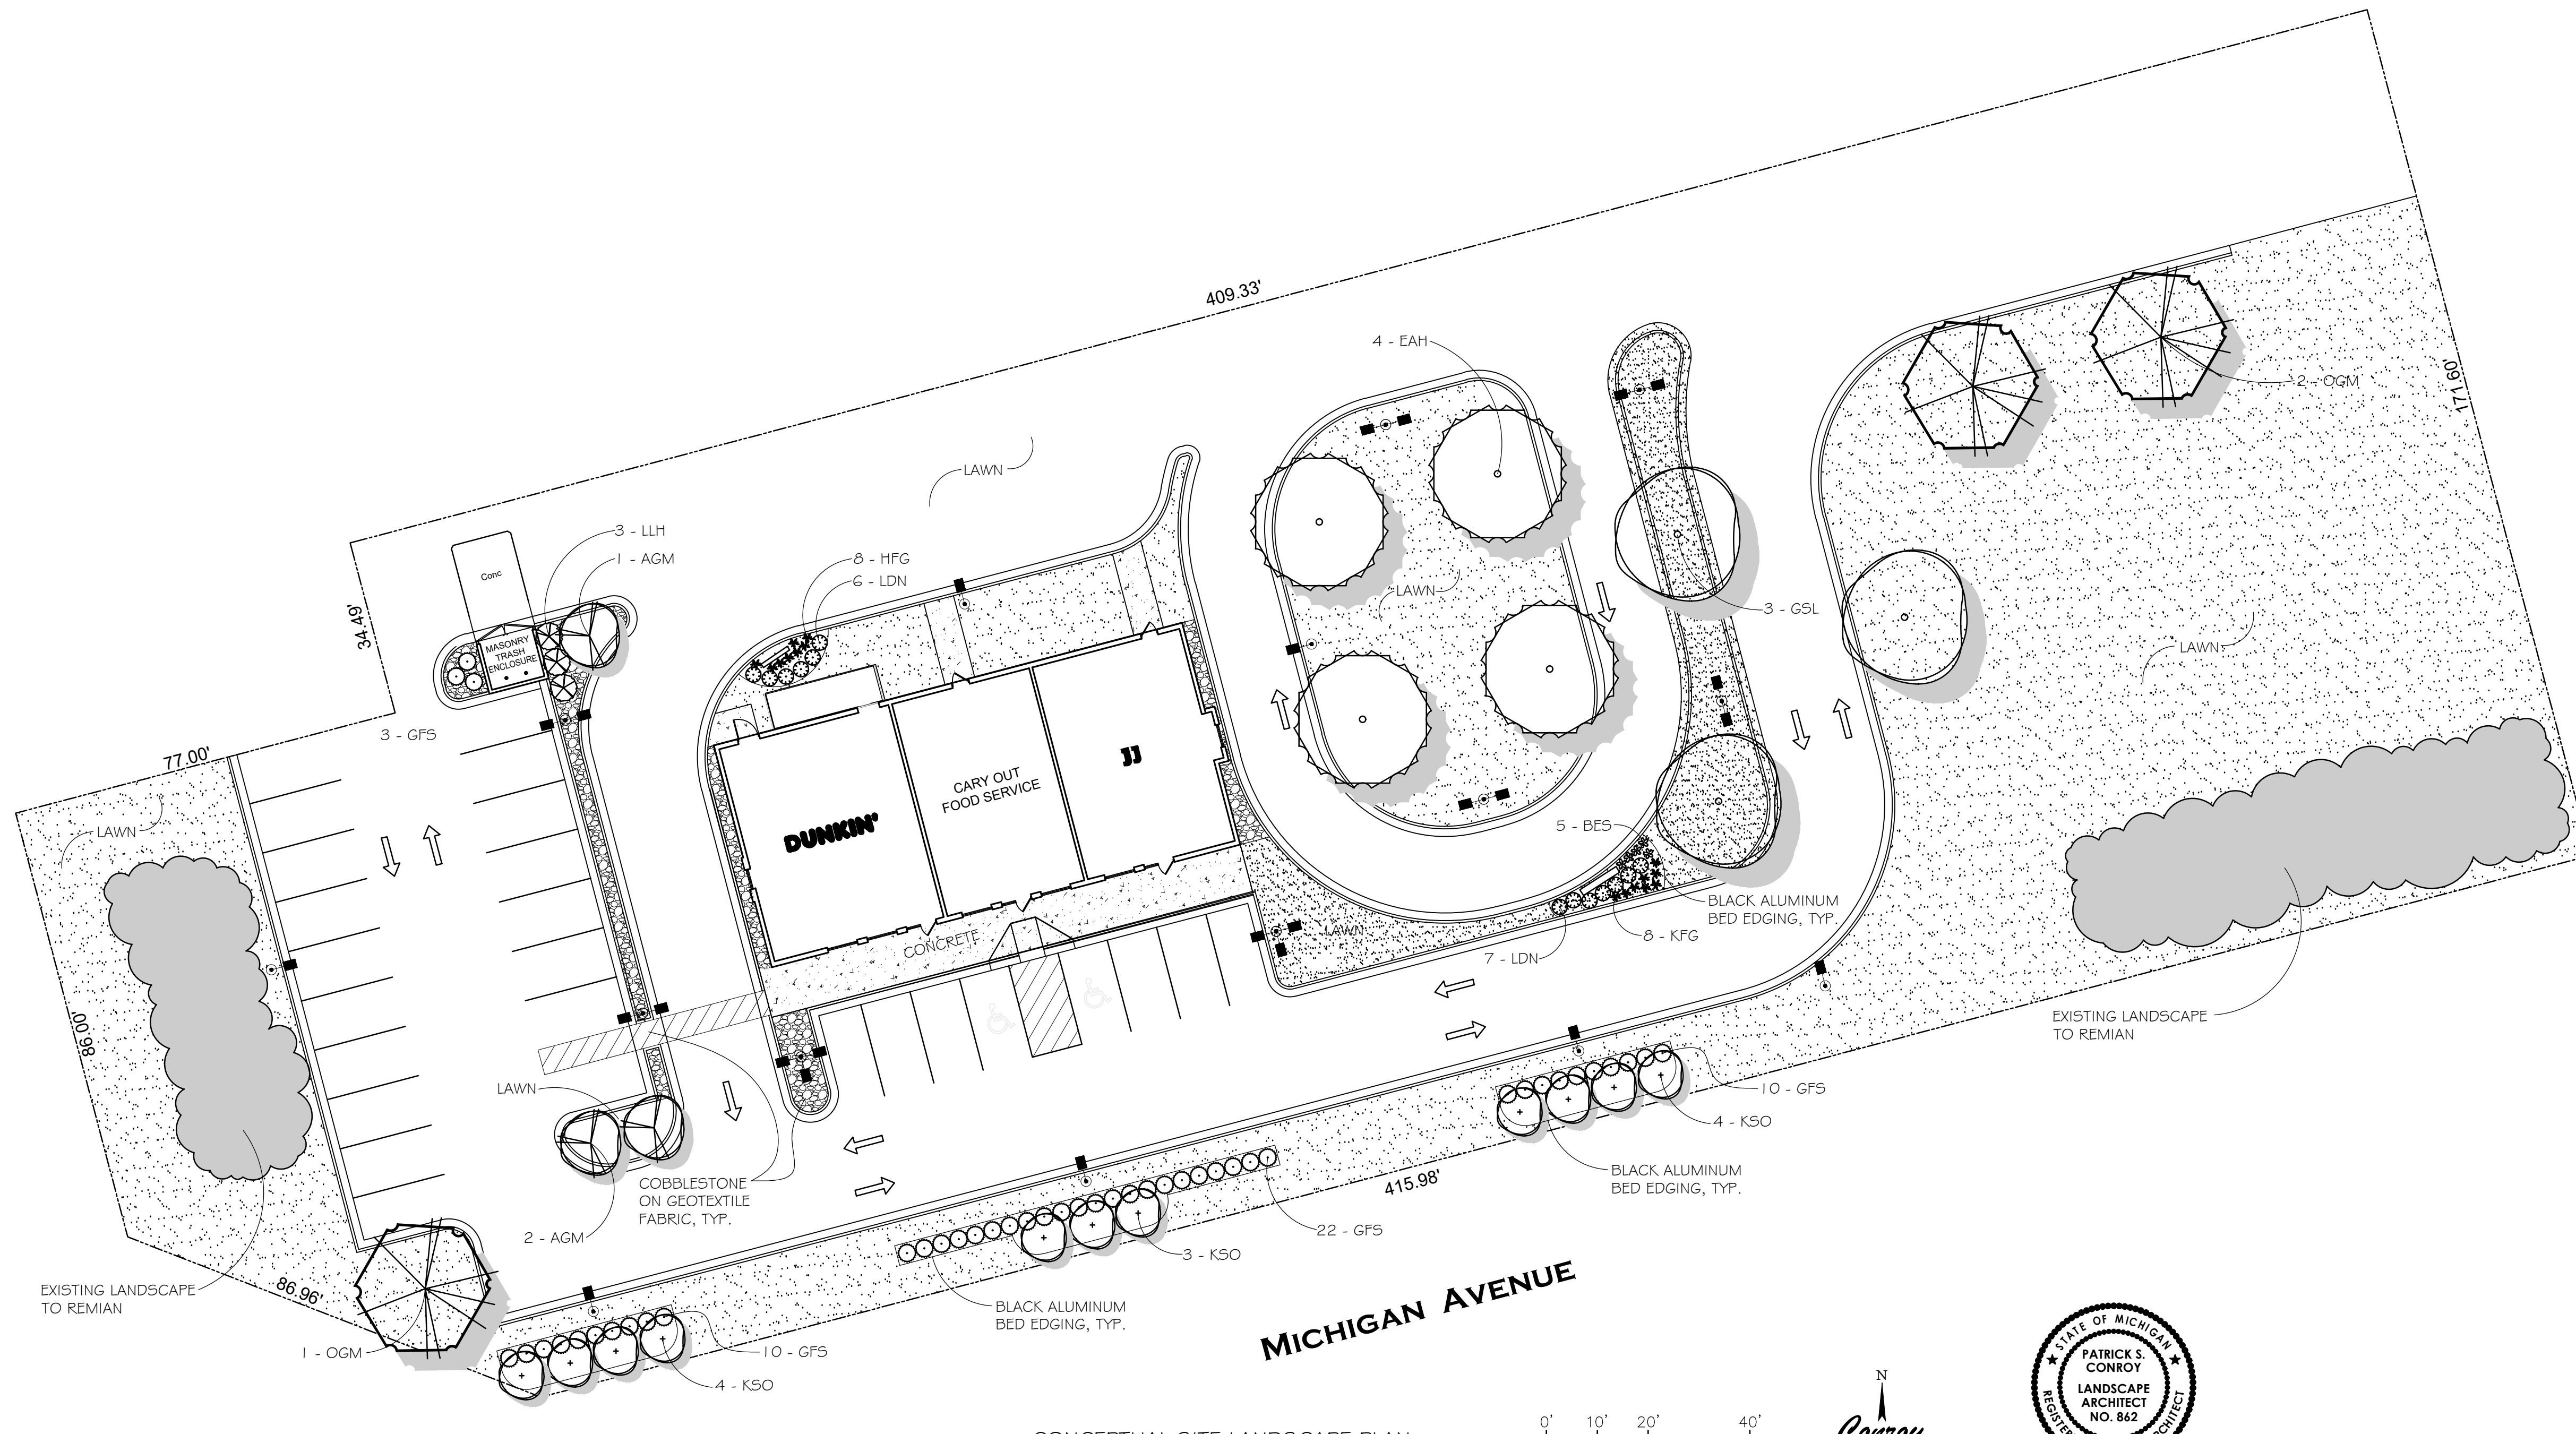 409.33'
4 - EAH
2 - OGM
171.60'
LAWN
3 - LLH
1 - AGM
8 - HFG
6 - LDN
Conc
34.49'
MASONRY
TRASH
ENCLOSURE
LAWN
3 - GSL
LAWN
3 - GFS
77.00'
JJ
CARY OUT
FOOD SERVICE
DUNKIN'
LAWN
5 - BES
BLACK ALUMINUM
BED EDGING, TYP.
CONCRETE
LAWN
8 - KFG
7 - LDN
86.00'
EXISTING LANDSCAPE
TO REMIAN
LAWN
10 - GFS
4 - KSO
BLACK ALUMINUM
BED EDGING, TYP.
415.98'
COBBLESTONE
ON GEOTEXTILE
FABRIC, TYP.
2 - AGM
22 - GFS
3 - KSO
EXISTING LANDSCAPE
TO REMIAN
86.96'
BLACK ALUMINUM
BED EDGING, TYP.
MICHIGAN AVENUE
1 - OGM
10 - GFS
4 - KSO
STATE OF MICHIGAN
PATRICK S.
CONROY
LANDSCAPE
ARCHITECT
NO. 862
N
0' 10' 20' 40'
CONCEPTUAL SITE LANDSCAPE PLAN
Conroy